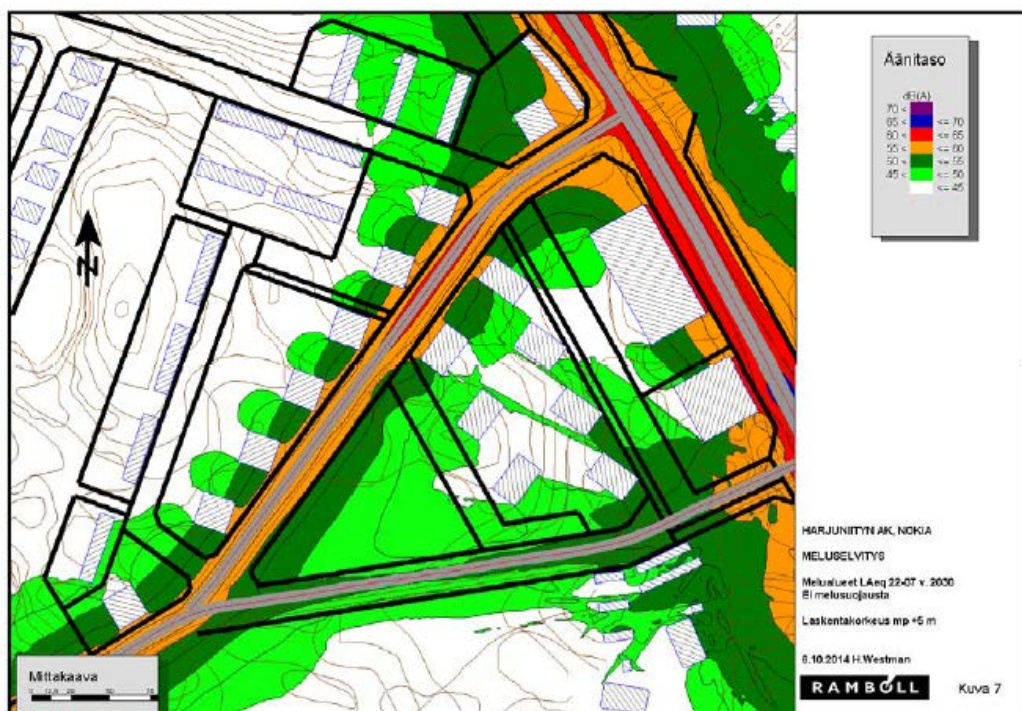 Äänitaso
dB(A)
70 <
65 < <= 70
60 < <= 65
55 < <= 60
50 < <= 55
45 < <= 50
<= 45
N
HARJUNIITYN AK, NOKIA
MELUSELVITYS
Melualueet LAeq 22-07 v. 2030
Ei melusuojausta
Laskentakorkeus mp +5 m
8.10.2014 H.Westman
RAMBOLL Kuva 7
Mittakaava
0